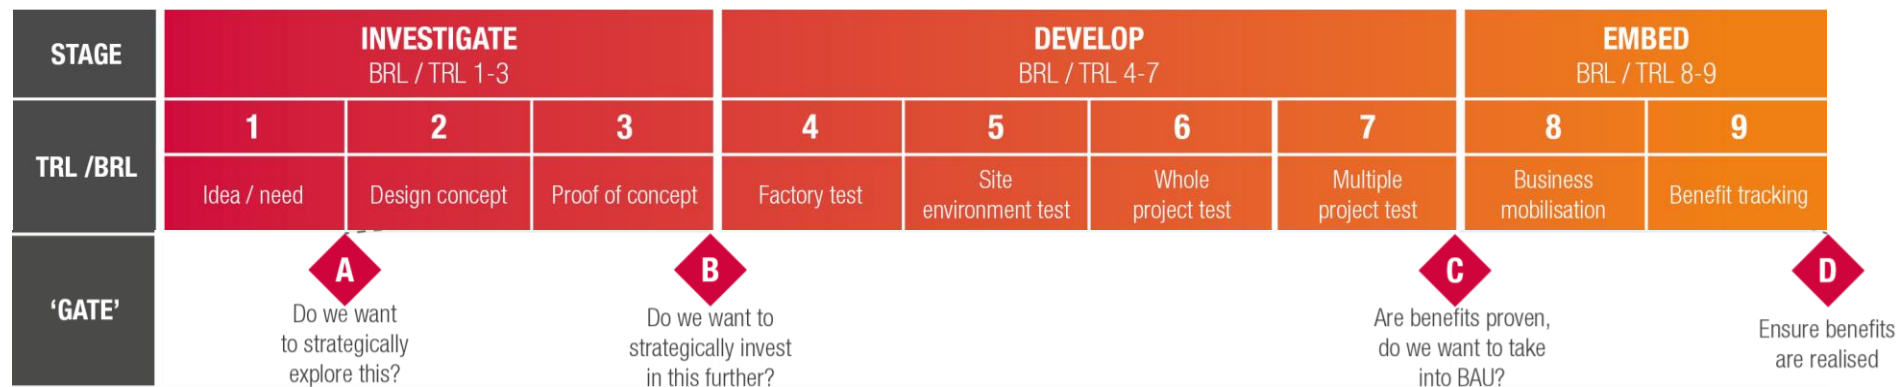 STAGE
INVESTIGATE
BRL / TRL 1-3
DEVELOP
BRL / TRL 4-7
EMBED
BRL / TRL 8-9
TRL /BRL
1
2
3
4
5
6
7
8
9
Idea / need
Design concept
Proof of concept
Factory test
Site
environment test
Whole
project test
Multiple
project test
Business
mobilisation
Benefit tracking
‘GATE’
A
Do we want
to strategically
explore this?
B
Do we want to
strategically invest
in this further?
C
Are benefits proven,
do we want to take
into BAU?
D
Ensure benefits
are realised